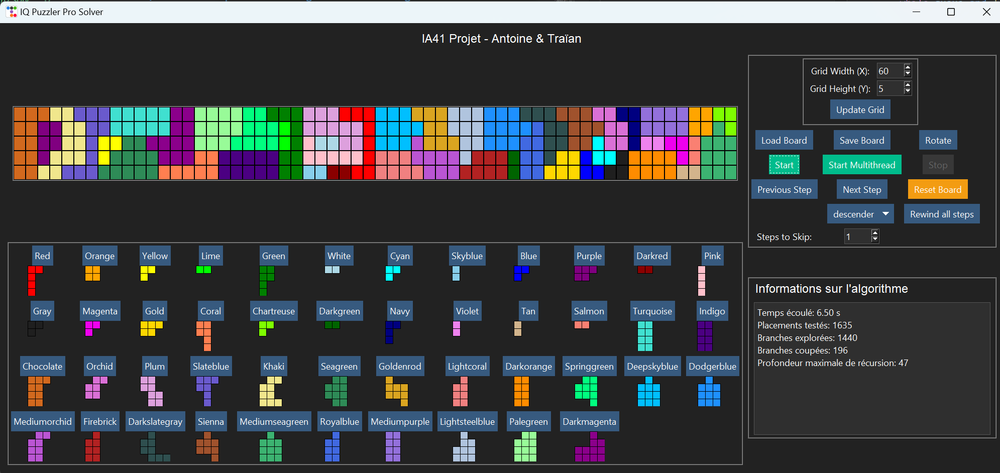 IQ Puzzler Pro Solver
IA41 Projet - Antoine & Traïan
Grid Width (X): 60
Grid Height (Y): 5
Update Grid
Load Board Save Board Rotate
Start Start Multithread Stop
Previous Step Next Step Reset Board
descender Rewind all steps
Steps to Skip: 1
Red Orange Yellow Lime Green White Cyan Skyblue Blue Purple Darkred Pink
Gray Magenta Gold Coral Chartreuse Darkgreen Navy Violet Tan Salmon Turquoise Indigo
Chocolate Orchid Plum Slateblue Khaki Seagreen Goldenrod Lightcoral Darkorange Springgreen Deepskyblue Dodgerblue
Mediumorchid Firebrick Darkslategray Sienna Mediumseagreen Royalblue Mediumpurple Lightsteelblue Palegreen Darkmagenta
Informations sur l'algorithme
Temps écoulé: 6.50 s
Placements testés: 1635
Branches explorées: 1440
Branches coupées: 196
Profondeur maximale de récursion: 47